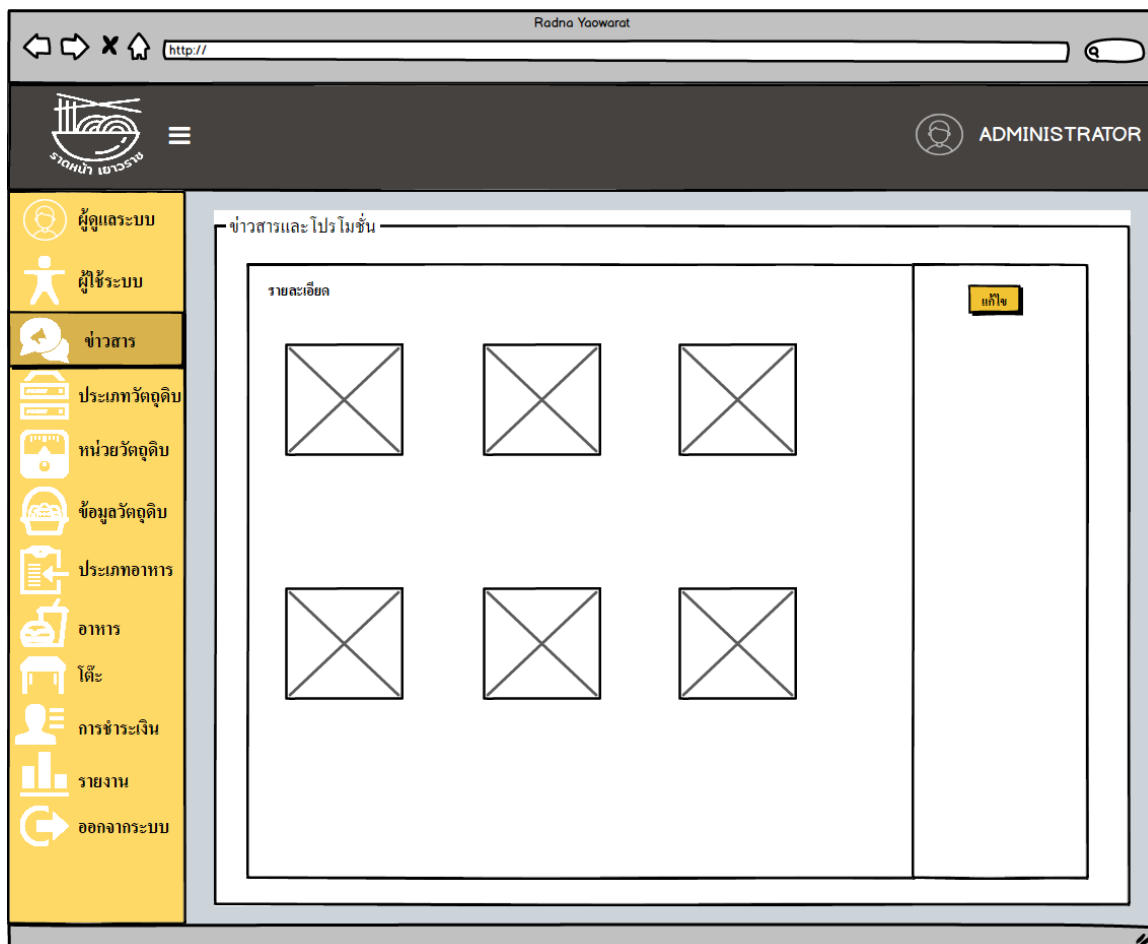 Radna Yaowarat
http://
ราดหน้า เยาวราช
ADMINISTRATOR
ผู้ดูแลระบบ
ผู้ใช้ระบบ
ข่าวสาร
ประเภทวัตถุดิบ
หน่วยวัตถุดิบ
ข้อมูลวัตถุดิบ
ประเภทอาหาร
อาหาร
โต๊ะ
การชำระเงิน
รายงาน
ออกจากระบบ
ข่าวสารและโปรโมชั่น
รายละเอียด
แก้ไข